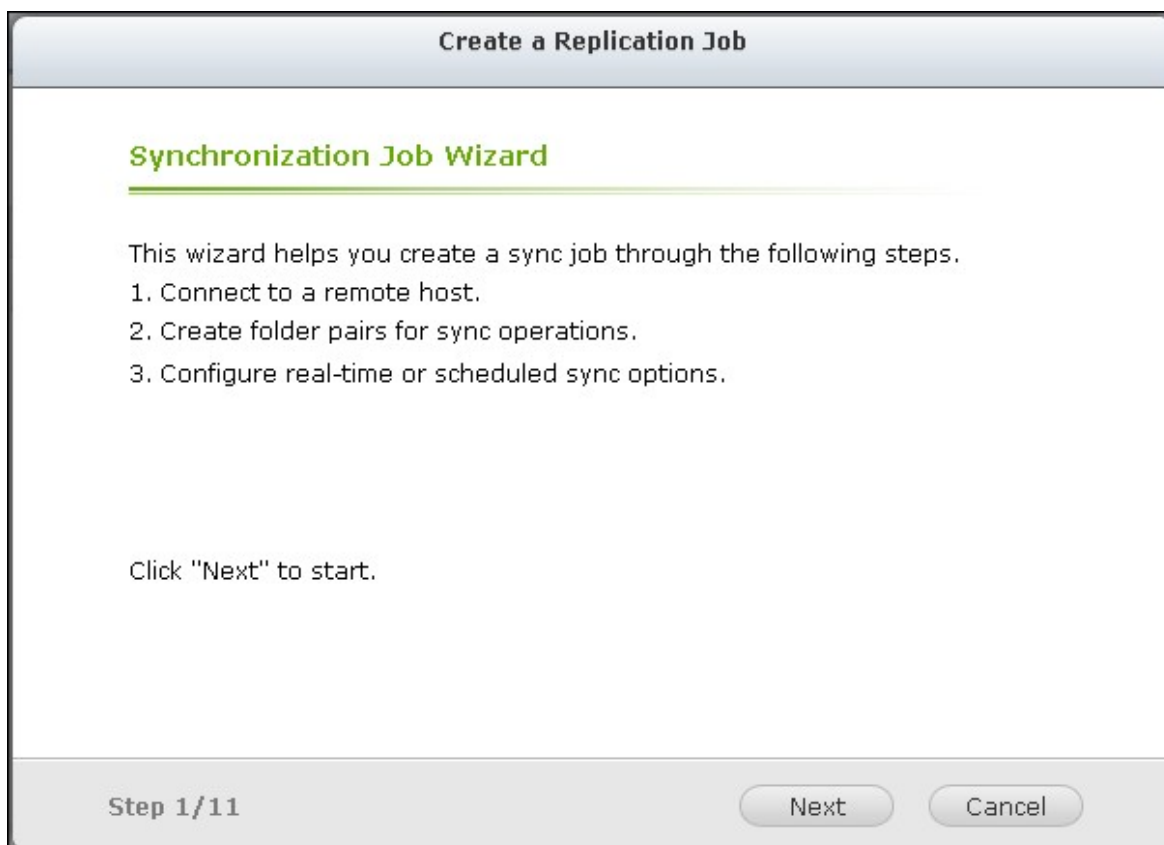 Create a Replication Job
Synchronization Job Wizard
This wizard helps you create a sync job through the following steps.
1. Connect to a remote host.
2. Create folder pairs for sync operations.
3. Configure real-time or scheduled sync options.
Click "Next" to start.
Step 1/11
Next
Cancel